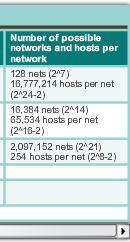 Number of possible
networks and hosts per
network
128 nets (2^7)
16,777,214 hosts per net
(2^24-2)
16,384 nets (2^14)
65,534 hosts per net
(2^16-2)
2,097,152 nets (2^21)
254 hosts per net (2^8-2)